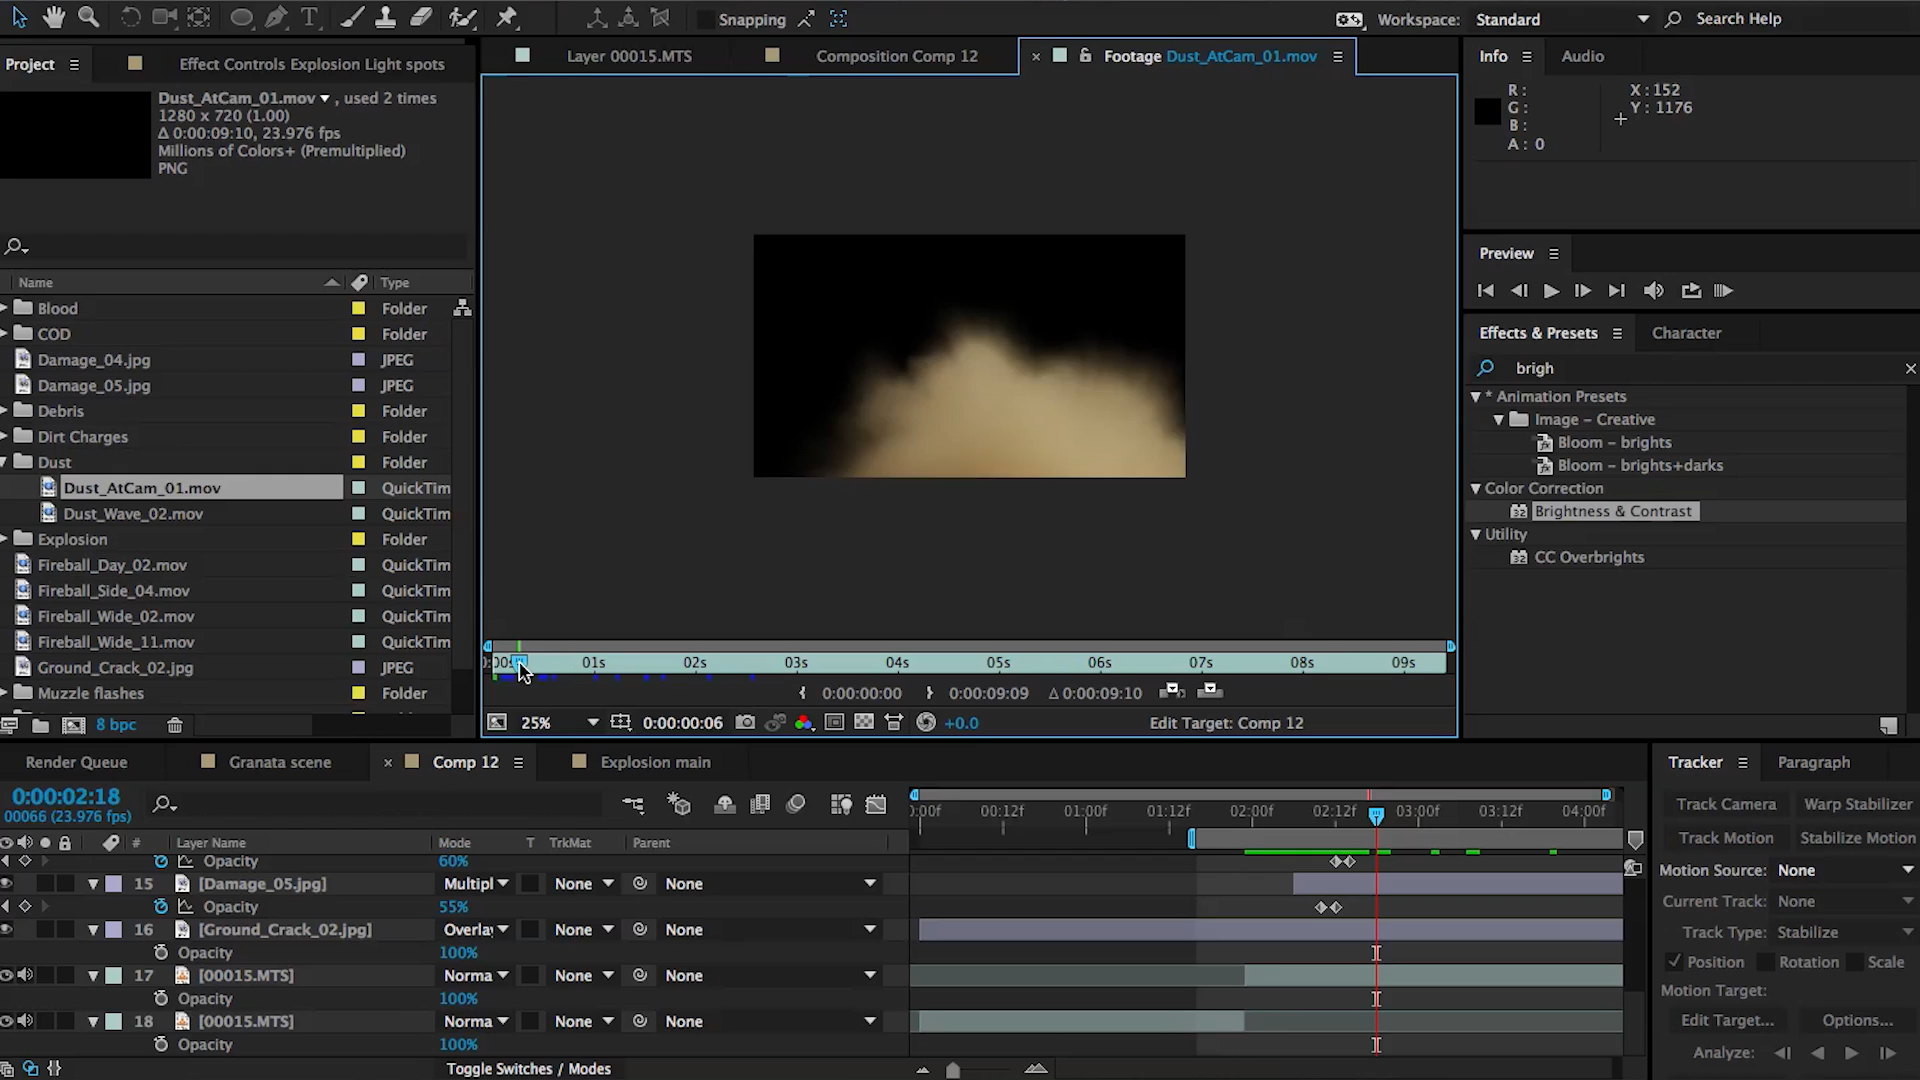 Snapping
Workspace: Standard
Search Help
Project
Effect Controls Explosion Light spots
Layer 00015.MTS
Composition Comp 12
× Footage Dust_AtCam_01.mov
Info
Audio
Dust_AtCam_01.mov ▼ , used 2 times
1280 x 720 (1.00)
Δ 0:00:09:10, 23.976 fps
Millions of Colors+ (Premultiplied)
PNG
R :
G :
B :
A : 0
X : 152
Y : 1176
Preview
Name
Type
Blood Folder
COD Folder
Damage_04.jpg JPEG
Damage_05.jpg JPEG
Debris Folder
Dirt Charges Folder
Dust Folder
Dust_AtCam_01.mov QuickTim
Dust_Wave_02.mov QuickTim
Explosion Folder
Fireball_Day_02.mov QuickTim
Fireball_Side_04.mov QuickTim
Fireball_Wide_02.mov QuickTim
Fireball_Wide_11.mov QuickTim
Ground_Crack_02.jpg JPEG
Muzzle flashes Folder
8 bpc
Effects & Presets
Character
brigh
* Animation Presets
Image – Creative
Bloom – brights
Bloom – brights+darks
Color Correction
32 Brightness & Contrast
Utility
32 CC Overbrights
01s 02s 03s 04s 05s 06s 07s 08s 09s
{ 0:00:00:00 } 0:00:09:09 Δ 0:00:09:10
25% 0:00:00:06 +0.0 Edit Target: Comp 12
Render Queue
Granata scene
× Comp 12
Explosion main
0:00:02:18
00066 (23.976 fps)
:00f 00:12f 01:00f 01:12f 02:00f 02:12f 03:00f 03:12f 04:00f
# Layer Name Mode T TrkMat Parent
Opacity 60%
15 [Damage_05.jpg] Multipl None None
Opacity 55%
16 [Ground_Crack_02.jpg] Overla None None
Opacity 100%
17 [00015.MTS] Norma None None
Opacity 100%
18 [00015.MTS] Norma None None
Opacity 100%
Toggle Switches / Modes
Tracker
Paragraph
Track Camera
Warp Stabilizer
Track Motion
Stabilize Motion
Motion Source: None
Current Track: None
Track Type: Stabilize
Position Rotation Scale
Motion Target:
Edit Target... Options...
Analyze: